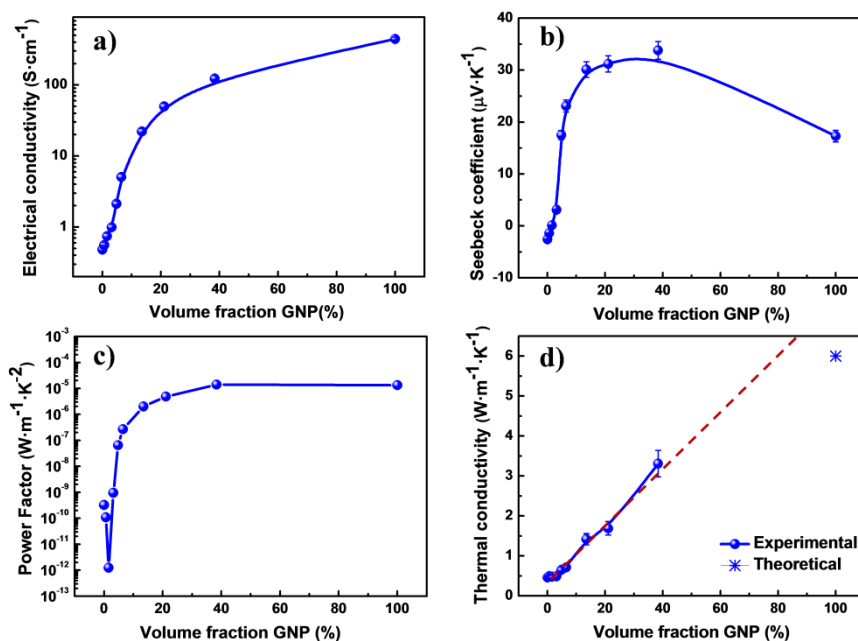 a)
Electrical conductivity (S·cm⁻¹)
100
10
1
0 20 40 60 80 100
Volume fraction GNP(%)
b)
Seebeck coefficient (µV·K⁻¹)
40
30
20
10
0
-10
0 20 40 60 80 100
Volume fraction GNP (%)
c)
Power Factor (W·m⁻¹·K⁻²)
10⁻³
10⁻⁴
10⁻⁵
10⁻⁶
10⁻⁷
10⁻⁸
10⁻⁹
10⁻¹⁰
10⁻¹¹
10⁻¹²
10⁻¹³
0 20 40 60 80 100
Volume fraction GNP (%)
d)
Thermal conductivity (W·m⁻¹·K⁻¹)
6
5
4
3
2
1
0
Experimental
Theoretical
0 20 40 60 80 100
Volume fraction GNP (%)